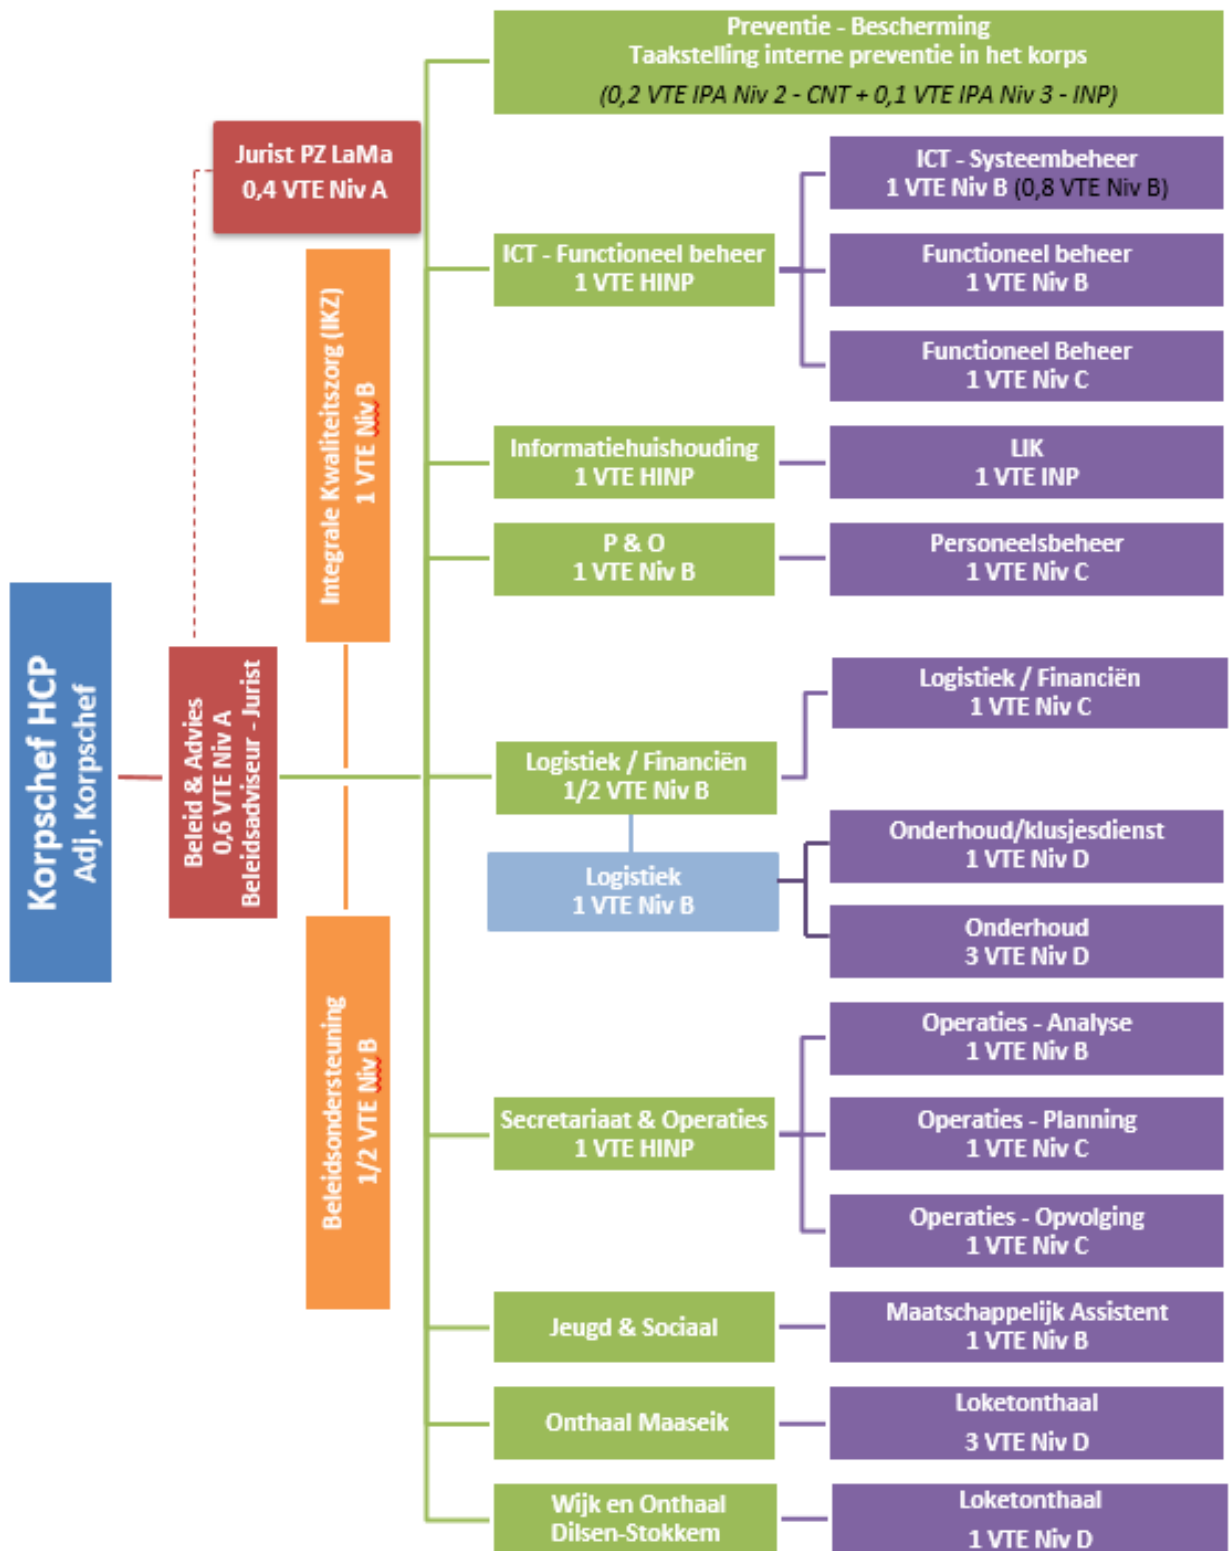 Korpschef HCP
Adj. Korpschef
Beleid & Advies
0,6 VTE Niv A
Beleidsadviseur - Jurist
Jurist PZ LaMa
0,4 VTE Niv A
Integrale Kwaliteitszorg (IKZ)
1 VTE Niv B
Beleidsondersteuning
1/2 VTE Niv B
Preventie - Bescherming
Taakstelling interne preventie in het korps
(0,2 VTE IPA Niv 2 - CNT + 0,1 VTE IPA Niv 3 - INP)
ICT - Functioneel beheer
1 VTE HINP
ICT - Systeembeheer
1 VTE Niv B (0,8 VTE Niv B)
Functioneel beheer
1 VTE Niv B
Functioneel Beheer
1 VTE Niv C
Informatiehuishouding
1 VTE HINP
LIK
1 VTE INP
P & O
1 VTE Niv B
Personeelsbeheer
1 VTE Niv C
Logistiek / Financiën
1/2 VTE Niv B
Logistiek / Financiën
1 VTE Niv C
Logistiek
1 VTE Niv B
Onderhoud/klusjesdienst
1 VTE Niv D
Onderhoud
3 VTE Niv D
Secretariaat & Operaties
1 VTE HINP
Operaties - Analyse
1 VTE Niv B
Operaties - Planning
1 VTE Niv C
Operaties - Opvolging
1 VTE Niv C
Jeugd & Sociaal
Maatschappelijk Assistent
1 VTE Niv B
Onthaal Maaseik
Loketonthaal
3 VTE Niv D
Wijk en Onthaal
Dilsen-Stokkem
Loketonthaal
1 VTE Niv D